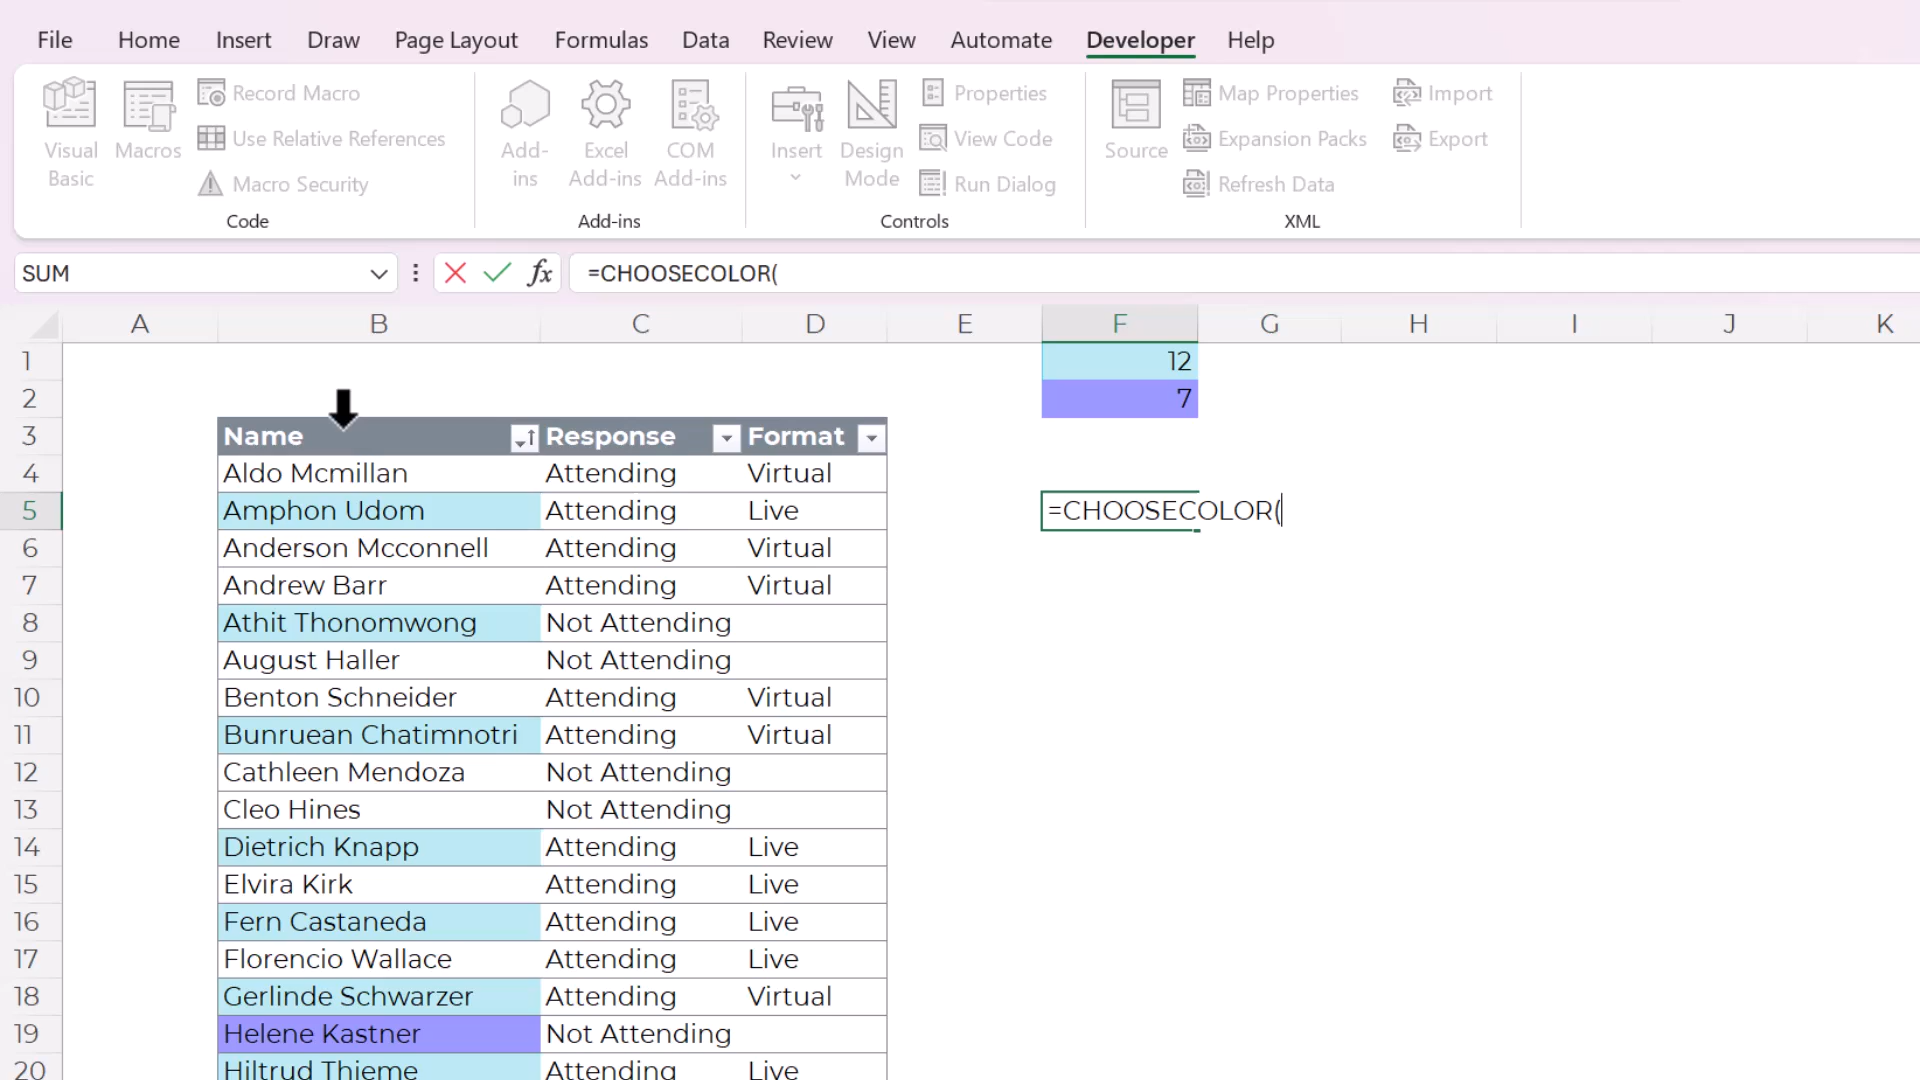 File Home Insert Draw Page Layout Formulas Data Review View Automate Developer Help
Visual Basic
Macros
Record Macro
Use Relative References
Macro Security
Code
Add-ins
Excel Add-ins
COM Add-ins
Add-ins
Insert
Design Mode
Properties
View Code
Run Dialog
Controls
Source
Map Properties
Expansion Packs
Refresh Data
Import
Export
XML
SUM fx =CHOOSECOLOR(
A B C D E F G H I J K
1 12
2 7
3 Name Response Format
4 Aldo Mcmillan Attending Virtual
5 Amphon Udom Attending Live =CHOOSECOLOR(
6 Anderson Mcconnell Attending Virtual
7 Andrew Barr Attending Virtual
8 Athit Thonomwong Not Attending
9 August Haller Not Attending
10 Benton Schneider Attending Virtual
11 Bunruean Chatimnotri Attending Virtual
12 Cathleen Mendoza Not Attending
13 Cleo Hines Not Attending
14 Dietrich Knapp Attending Live
15 Elvira Kirk Attending Live
16 Fern Castaneda Attending Live
17 Florencio Wallace Attending Live
18 Gerlinde Schwarzer Attending Virtual
19 Helene Kastner Not Attending
20 Hiltrud Thieme Attending Live